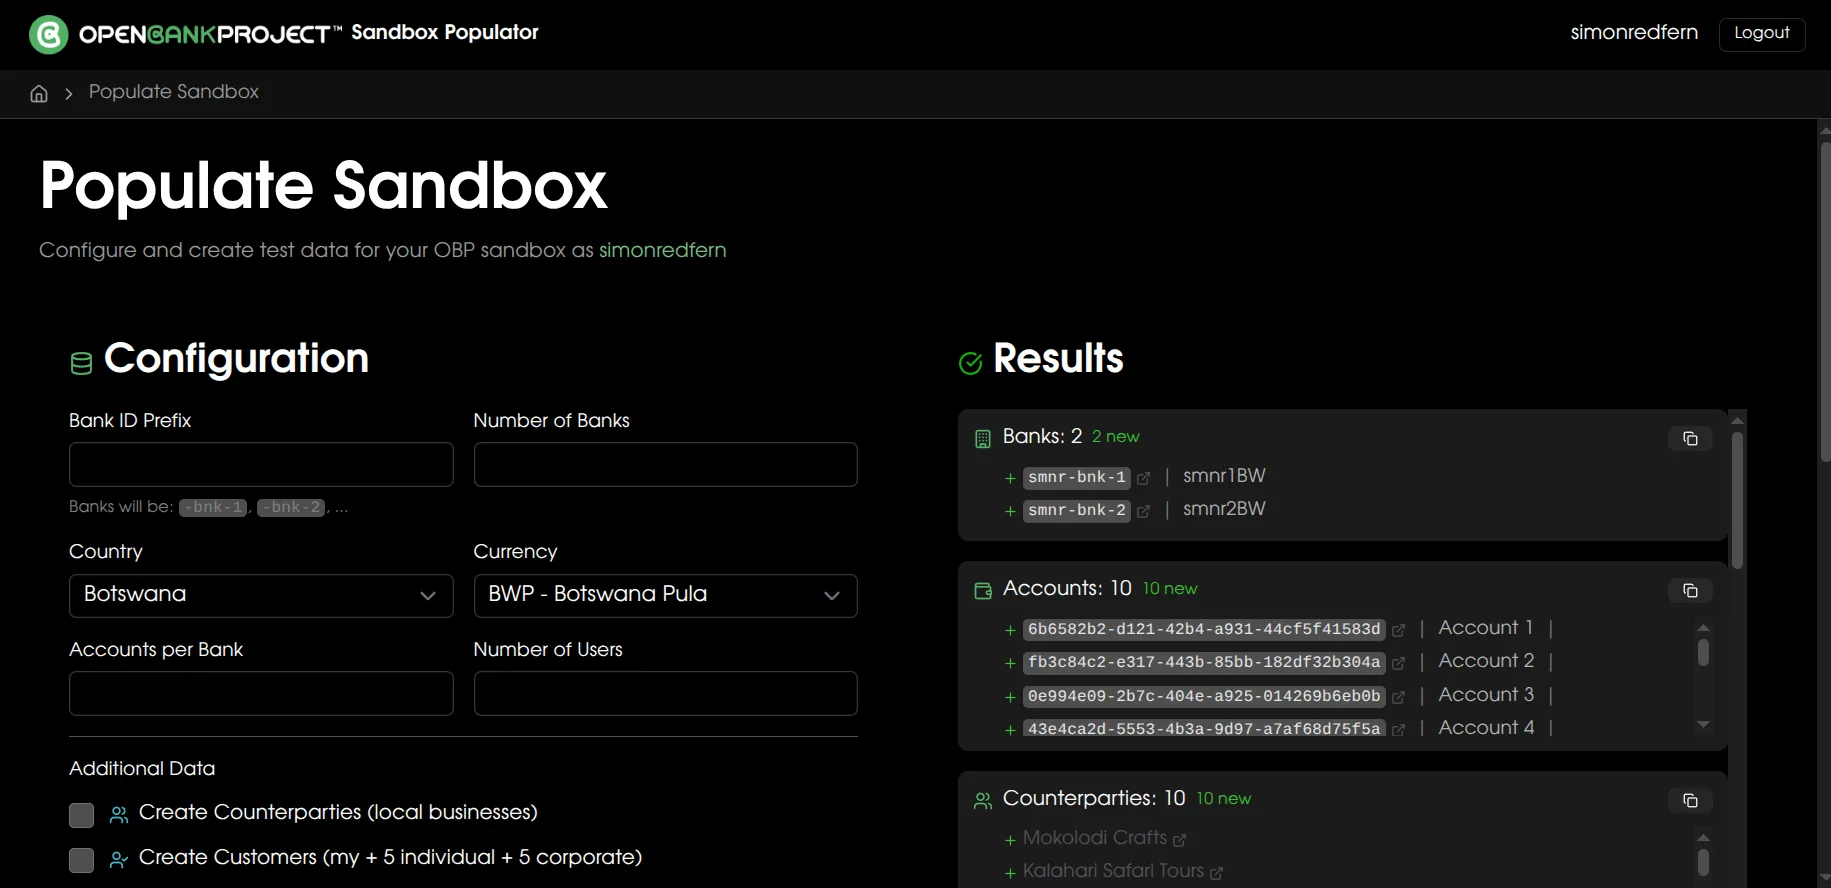 OPENBANKPROJECT™ Sandbox Populator
simonredfern
Logout
Populate Sandbox
Populate Sandbox
Configure and create test data for your OBP sandbox as simonredfern
Configuration
Bank ID Prefix
Number of Banks
Banks will be: -bnk-1, -bnk-2, ...
Country
Currency
Botswana
BWP - Botswana Pula
Accounts per Bank
Number of Users
Additional Data
Create Counterparties (local businesses)
Create Customers (my + 5 individual + 5 corporate)
Results
Banks: 2 2 new
+ smnr-bnk-1 | smnr1BW
+ smnr-bnk-2 | smnr2BW
Accounts: 10 10 new
+ 6b6582b2-d121-42b4-a931-44cf5f41583d | Account 1 |
+ fb3c84c2-e317-443b-85bb-182df32b304a | Account 2 |
+ 0e994e09-2b7c-404e-a925-014269b6eb0b | Account 3 |
+ 43e4ca2d-5553-4b3a-9d97-a7af68d75f5a | Account 4 |
Counterparties: 10 10 new
+ Mokolodi Crafts
+ Kalahari Safari Tours